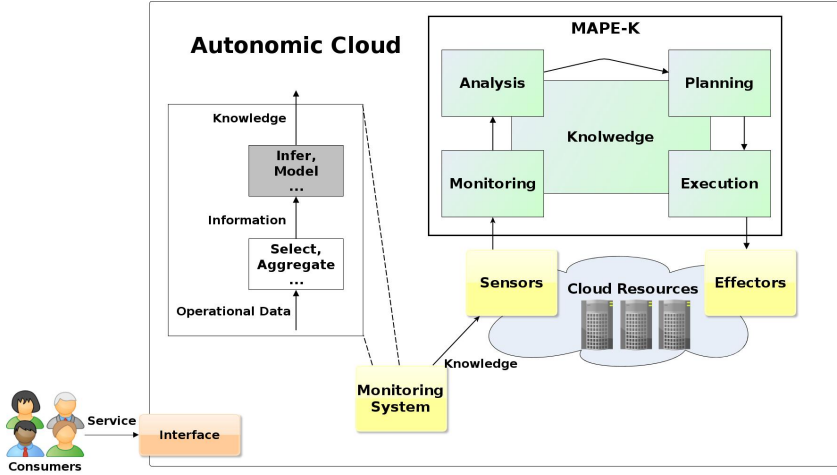 Autonomic Cloud
MAPE-K
Analysis
Planning
Knolwedge
Monitoring
Execution
Knowledge
Infer,
Model
...
Information
Select,
Aggregate
...
Operational Data
Sensors
Cloud Resources
Effectors
Knowledge
Monitoring
System
Service
Interface
Consumers